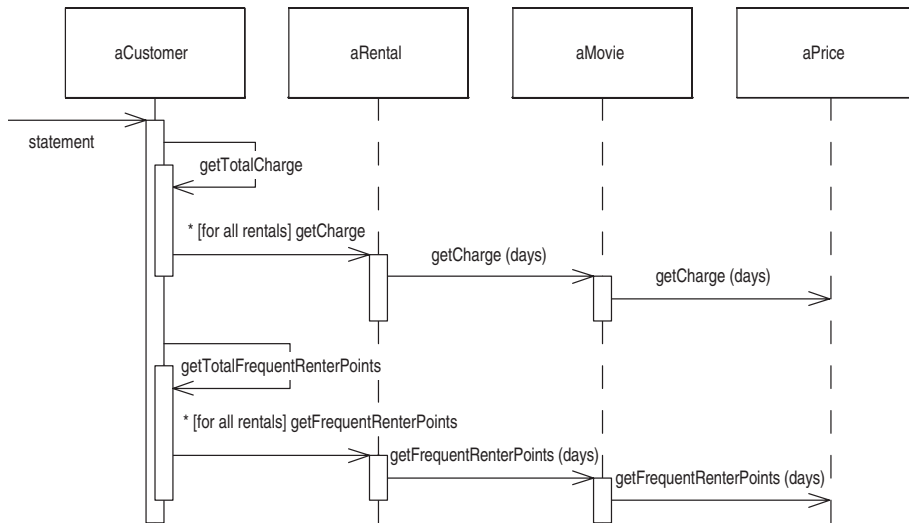 aCustomer
aRental
aMovie
aPrice
statement
getTotalCharge
* [for all rentals] getCharge
getCharge (days)
getCharge (days)
getTotalFrequentRenterPoints
* [for all rentals] getFrequentRenterPoints
getFrequentRenterPoints (days)
getFrequentRenterPoints (days)